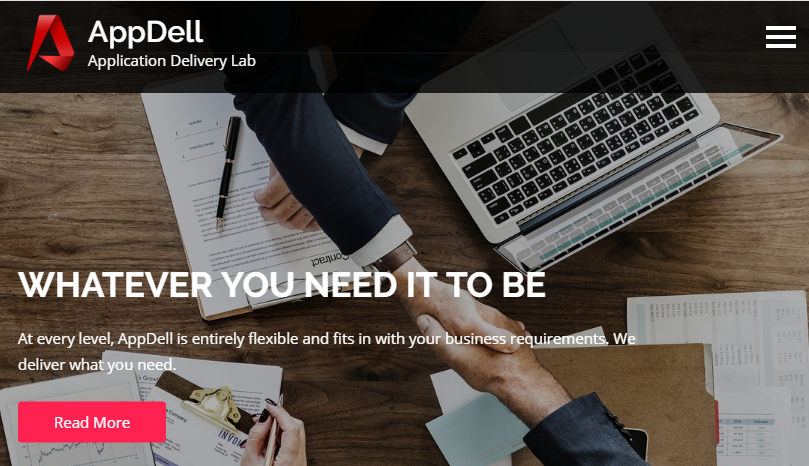 AppDell
Application Delivery Lab
Contract
WHATEVER YOU NEED IT TO BE
At every level, AppDell is entirely flexible and fits in with your business requirements. We
deliver what you need.
Read More